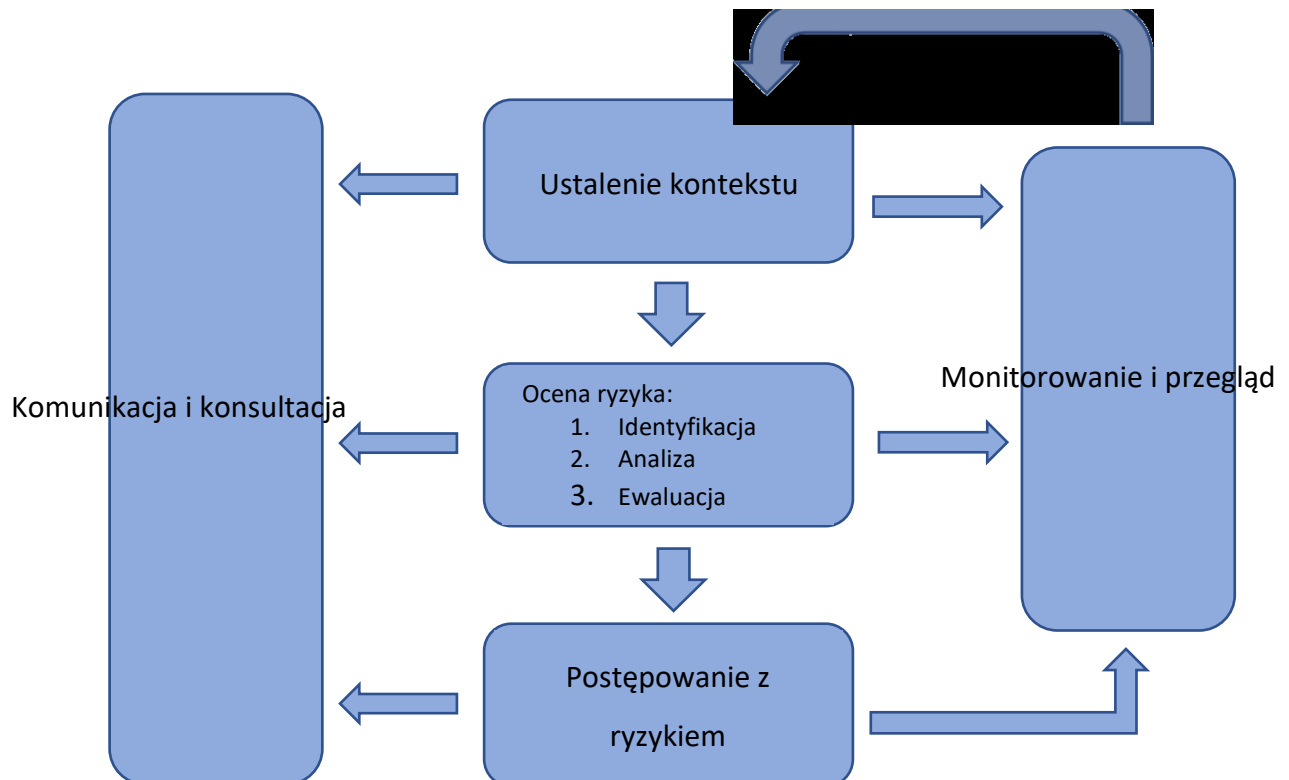 Ustalenie kontekstu
Komunikacja i konsultacja
Ocena ryzyka:
1. Identyfikacja
2. Analiza
3. Ewaluacja
Monitorowanie i przegląd
Postępowanie z
ryzykiem